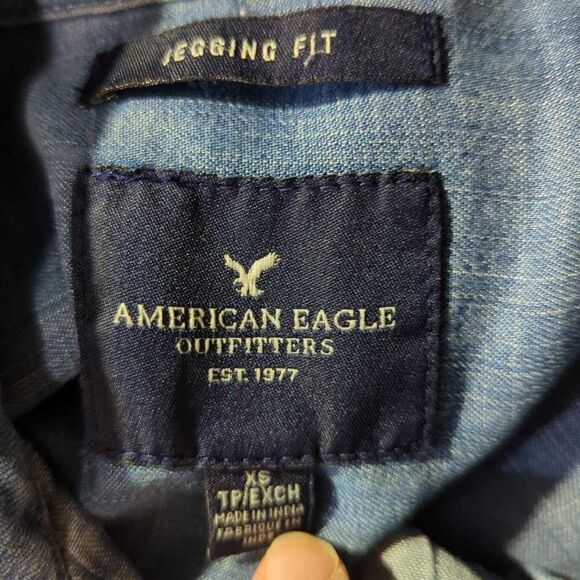 JEGGING FIT
AMERICAN EAGLE
OUTFITTERS
EST. 1977
XS
TP/EXCH
MADE IN INDIA
FABRIQUE EN
INDE